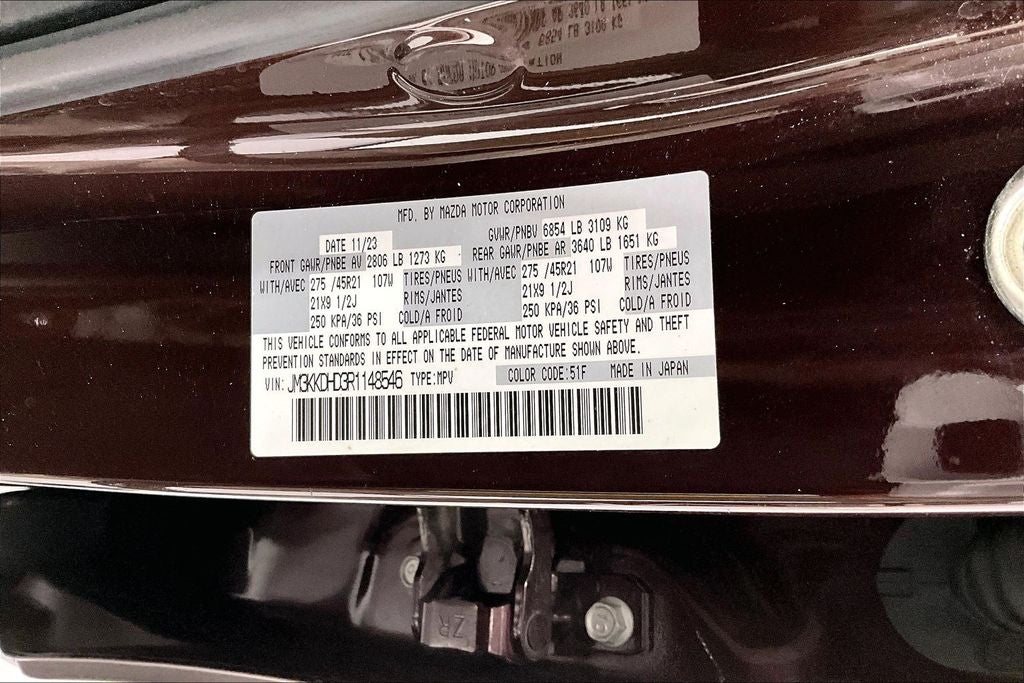 MFD. BY MAZDA MOTOR CORPORATION
DATE 11/23 GVWR/PNBV 6854 LB 3109 KG
FRONT GAWR/PNBE AV 2806 LB 1273 KG REAR GAWR/PNBE AR 3640 LB 1651 KG
WITH/AVEC 275 /45R21 107W TIRES/PNEUS WITH/AVEC 275 /45R21 107W TIRES/PNEUS
21X9 1/2J RIMS/JANTES 21X9 1/2J RIMS/JANTES
250 KPA/36 PSI COLD/A FROID 250 KPA/36 PSI COLD/A FROID
THIS VEHICLE CONFORMS TO ALL APPLICABLE FEDERAL MOTOR VEHICLE SAFETY AND THEFT
PREVENTION STANDARDS IN EFFECT ON THE DATE OF MANUFACTURE SHOWN ABOVE.
VIN: JM3KKDHD3R1148546 TYPE:MPV COLOR CODE:51F MADE IN JAPAN
ZR